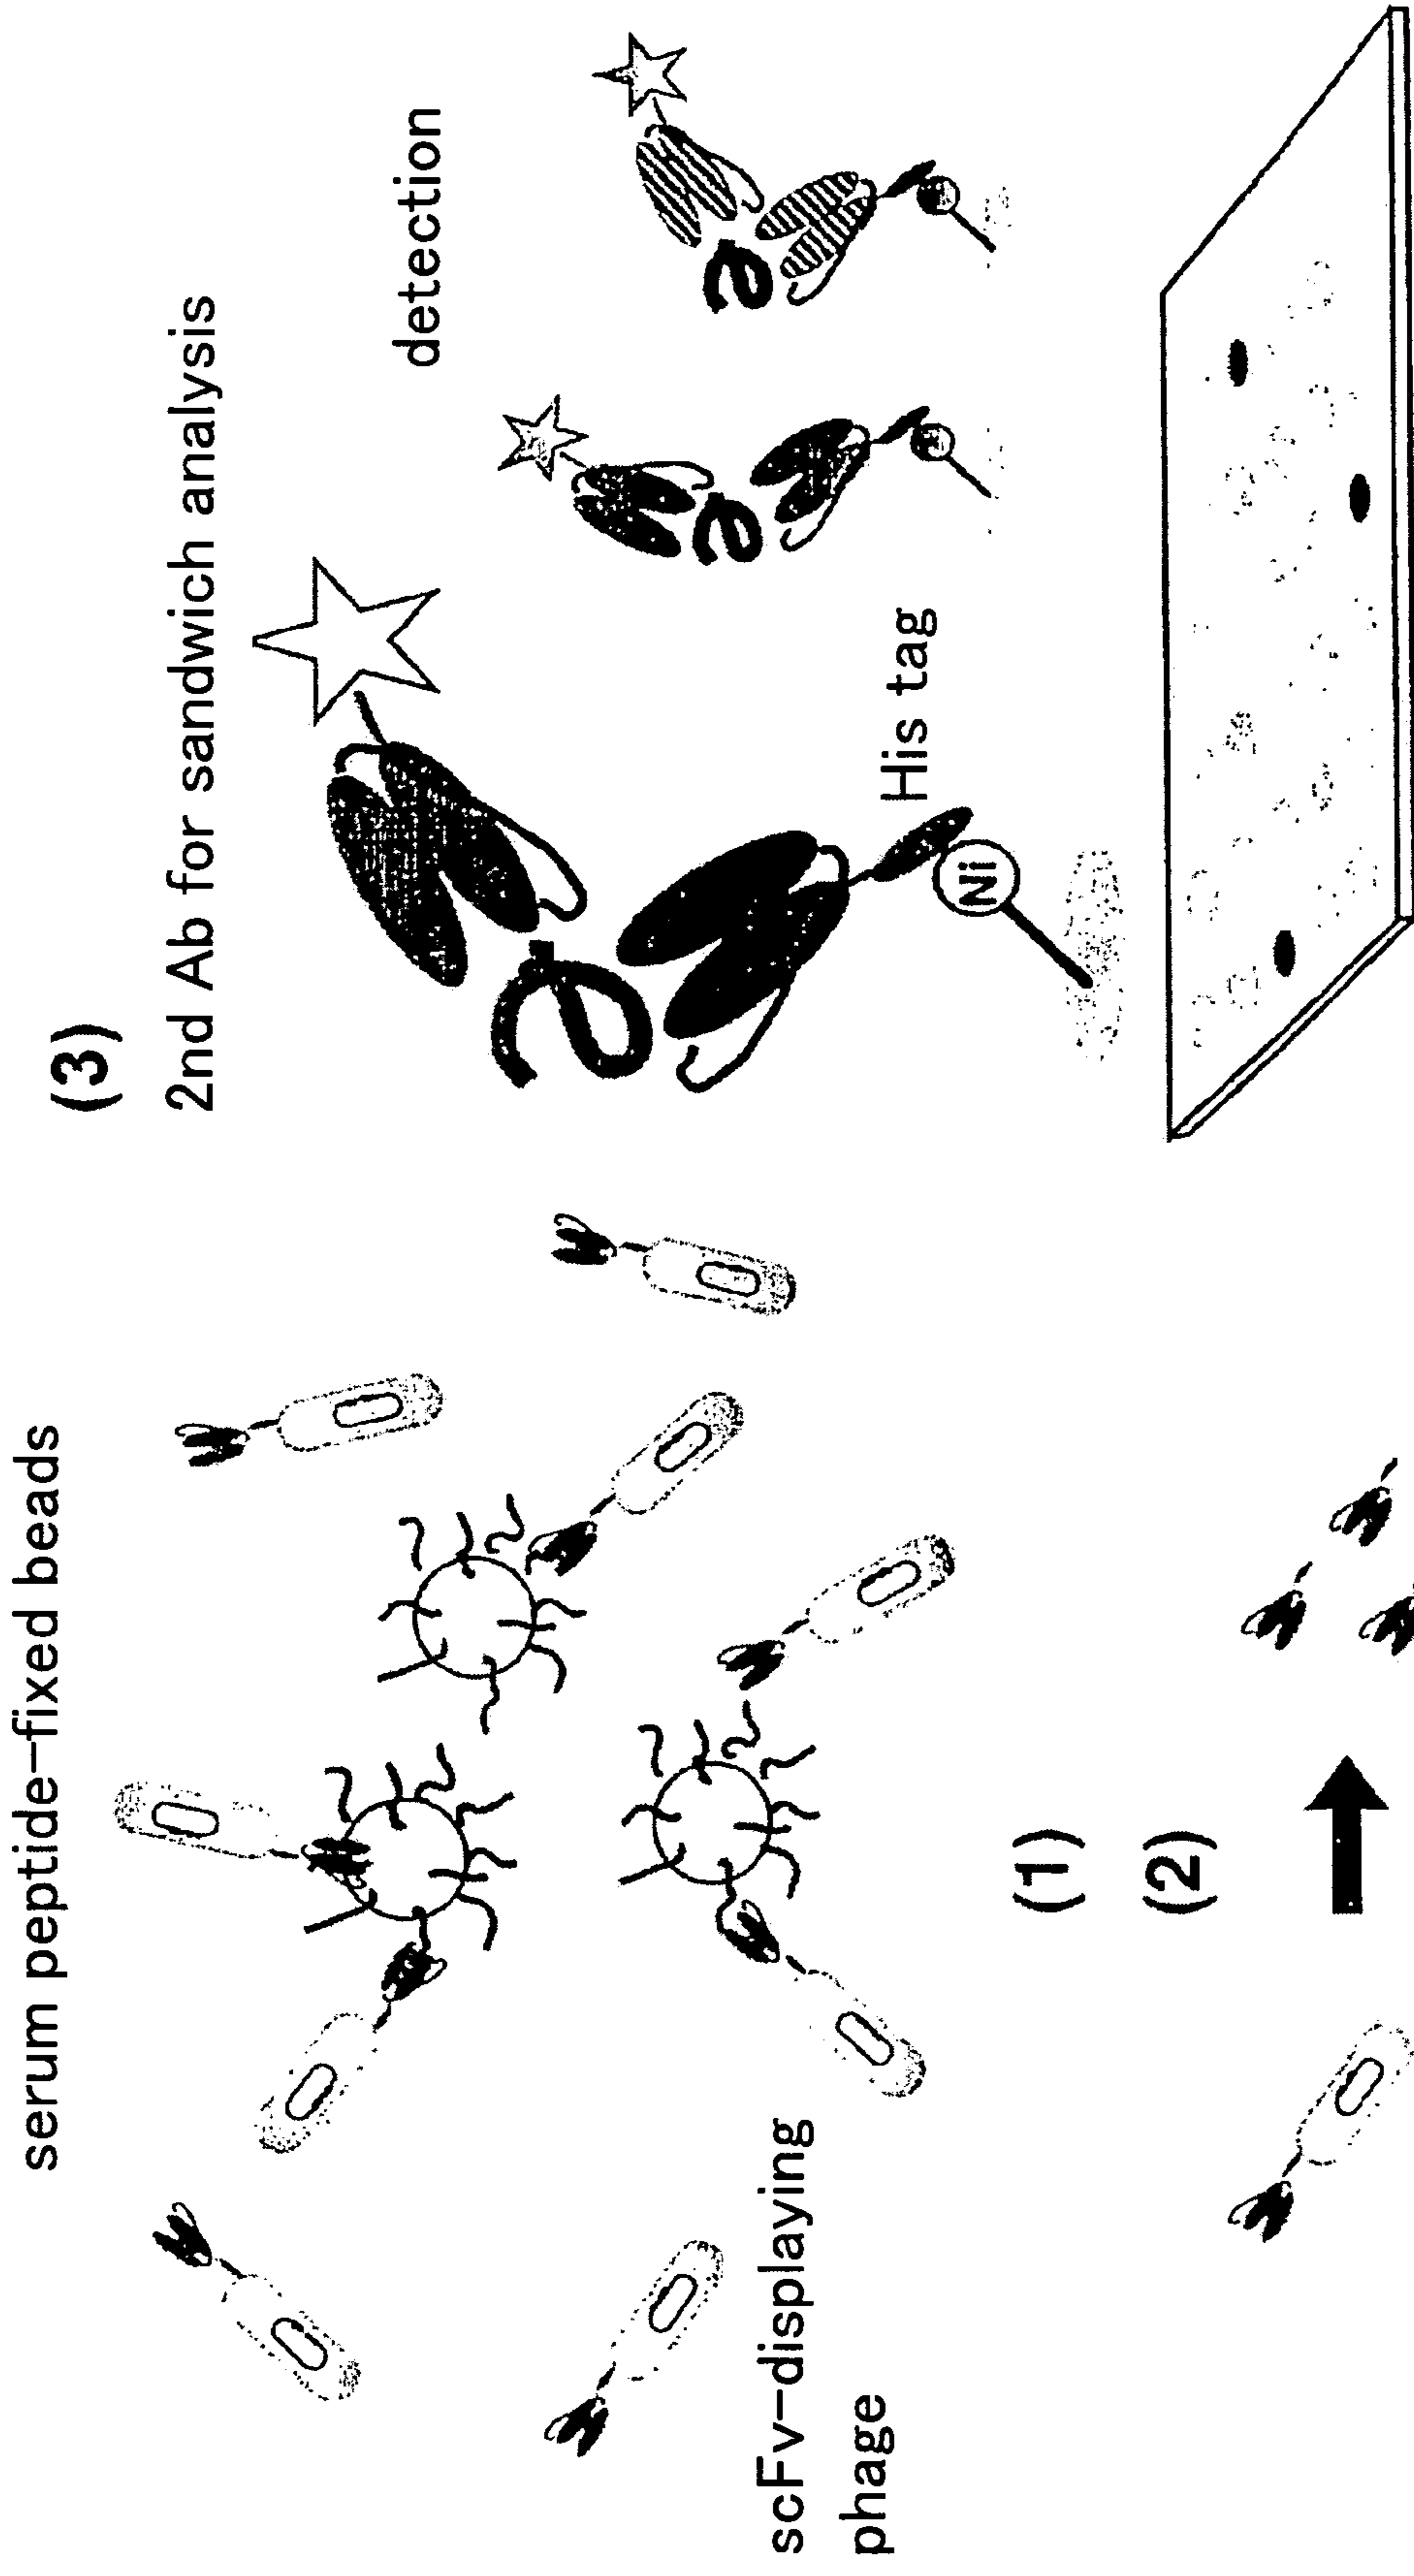 serum peptide-fixed beads
scFv-displaying
phage
(1)
(2)
(3)
2nd Ab for sandwich analysis
detection
His tag
Ni